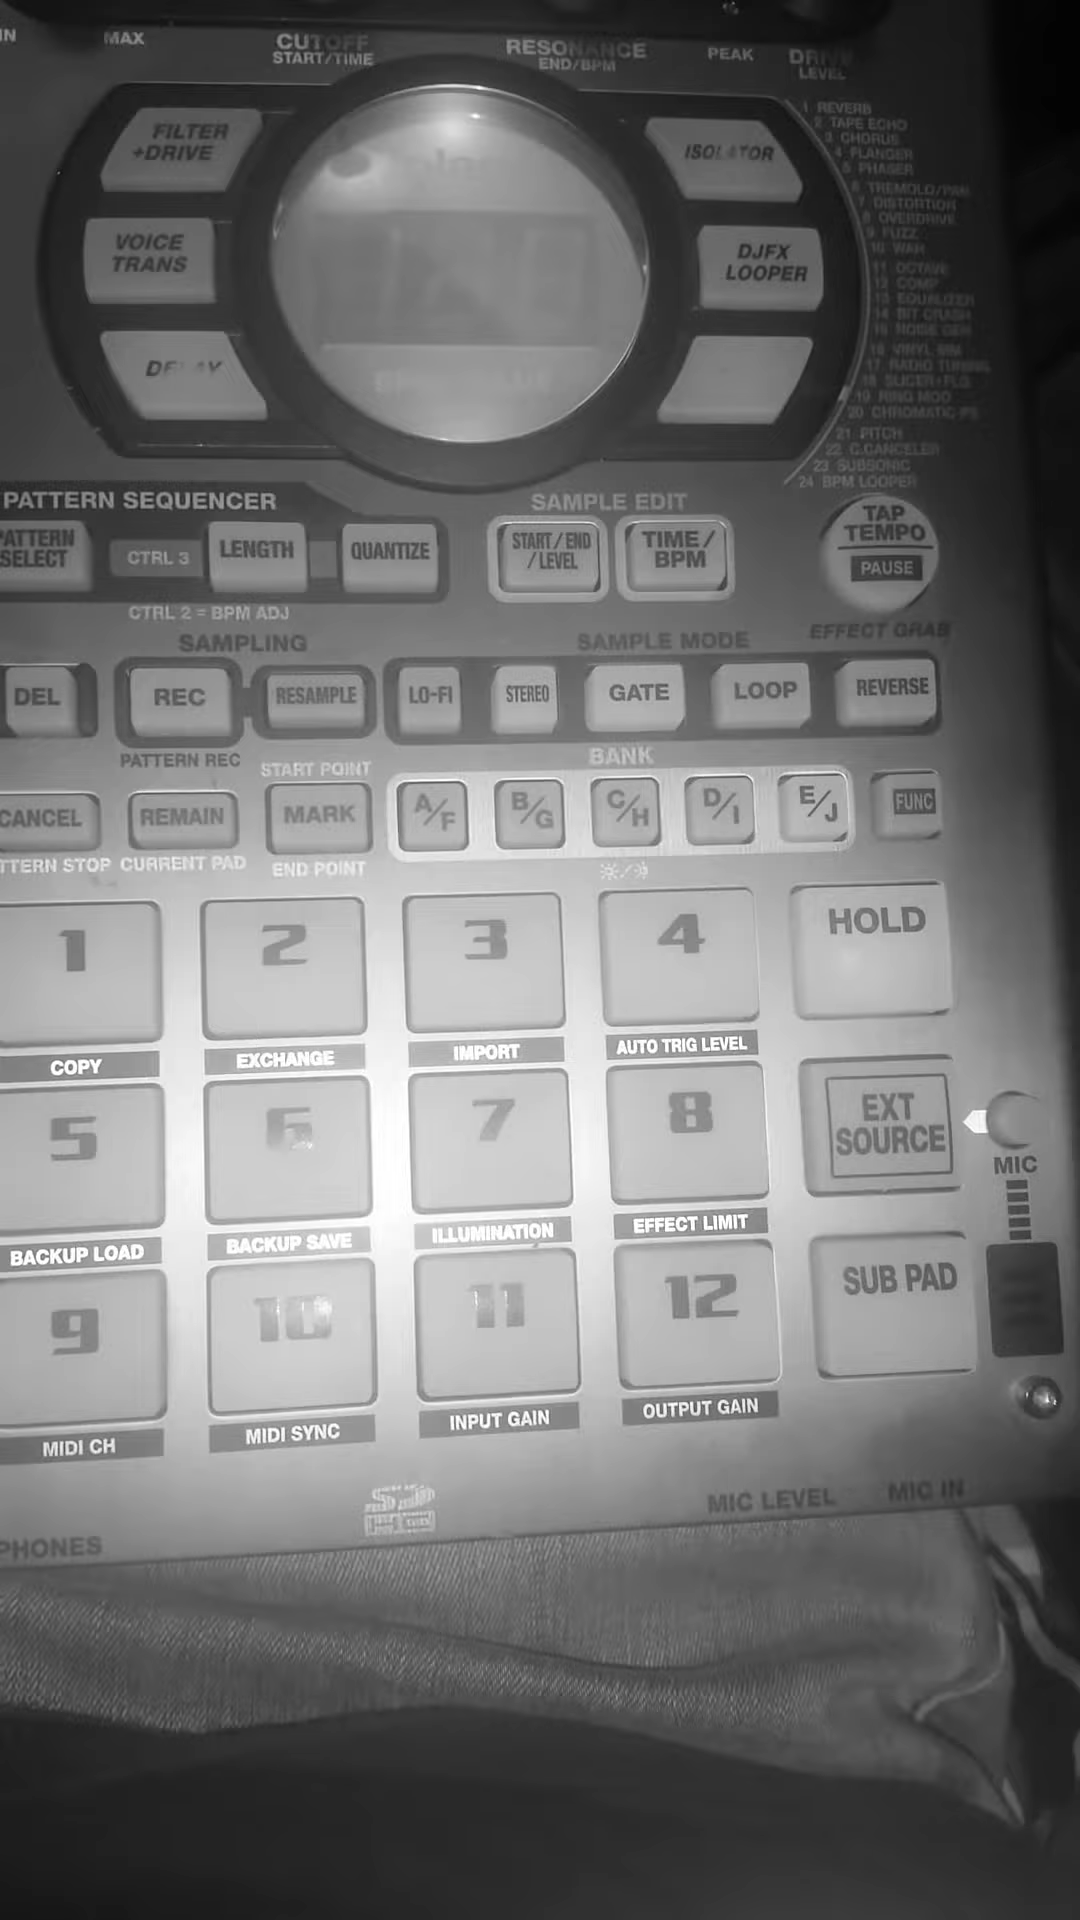 IN
MAX
CUTOFF
START/TIME
RESONANCE
END/BPM
PEAK
DRIVE
LEVEL
FILTER
+DRIVE
ISOLATOR
VOICE
TRANS
DJFX
LOOPER
DELAY
1 REVERB
2 TAPE ECHO
3 CHORUS
4 FLANGER
5 PHASER
6 TREMOLO/PAN
7 DISTORTION
8 OVERDRIVE
9 FUZZ
10 WAH
11 OCTAVE
12 COMP
13 EQUALIZER
14 BIT CRASH
15 NOISE GEN
16 VINYL SIM
17 RADIO TUNING
18 SLICER+FLG
19 RING MOD
20 CHROMATIC PS
21 PITCH
22 C.CANCELER
23 SUBSONIC
24 BPM LOOPER
PATTERN SEQUENCER
SAMPLE EDIT
PATTERN
SELECT
CTRL 3
LENGTH
QUANTIZE
START/END
/LEVEL
TIME/
BPM
TAP
TEMPO
PAUSE
CTRL 2 = BPM ADJ
SAMPLING
SAMPLE MODE
EFFECT GRAB
DEL
REC
RESAMPLE
LO-FI
STEREO
GATE
LOOP
REVERSE
PATTERN REC
START POINT
BANK
CANCEL
REMAIN
MARK
A/F
B/G
C/H
D/I
E/J
FUNC
TTERN STOP
CURRENT PAD
END POINT
1
2
3
4
HOLD
COPY
EXCHANGE
IMPORT
AUTO TRIG LEVEL
5
6
7
8
EXT
SOURCE
MIC
BACKUP LOAD
BACKUP SAVE
ILLUMINATION
EFFECT LIMIT
9
10
11
12
SUB PAD
MIDI CH
MIDI SYNC
INPUT GAIN
OUTPUT GAIN
PHONES
MIC LEVEL
MIC IN